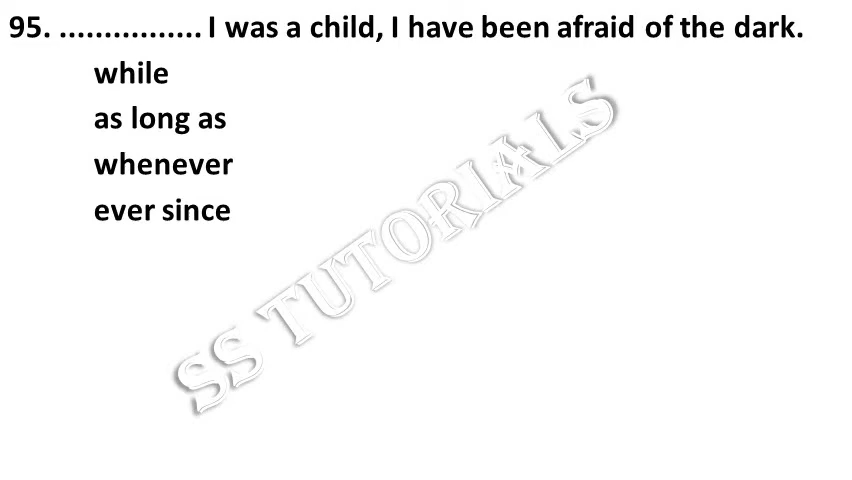 95. ................ I was a child, I have been afraid of the dark.
while
as long as
whenever
ever since
SS TUTORIALS